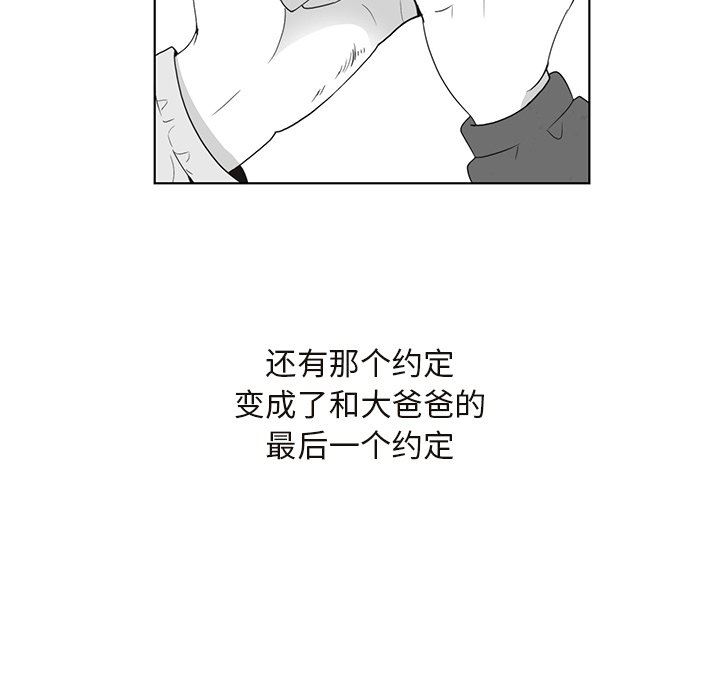 还有那个约定
变成了和大爸爸的
最后一个约定